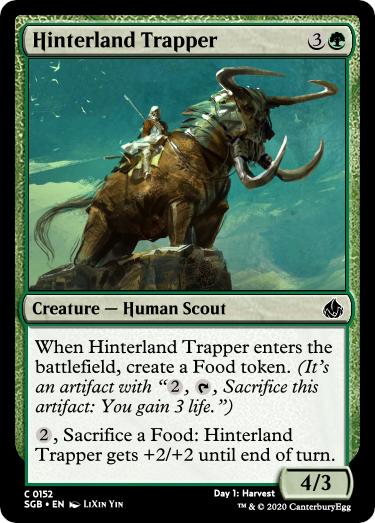 Hinterland Trapper 3
Creature — Human Scout
When Hinterland Trapper enters the
battlefield, create a Food token. (It's
an artifact with “2, , Sacrifice this
artifact: You gain 3 life.”)
2, Sacrifice a Food: Hinterland
Trapper gets +2/+2 until end of turn.
4/3
C 0152
SGB • EN LiXin Yin
Day 1: Harvest
™ & © 2020 CanterburyEgg